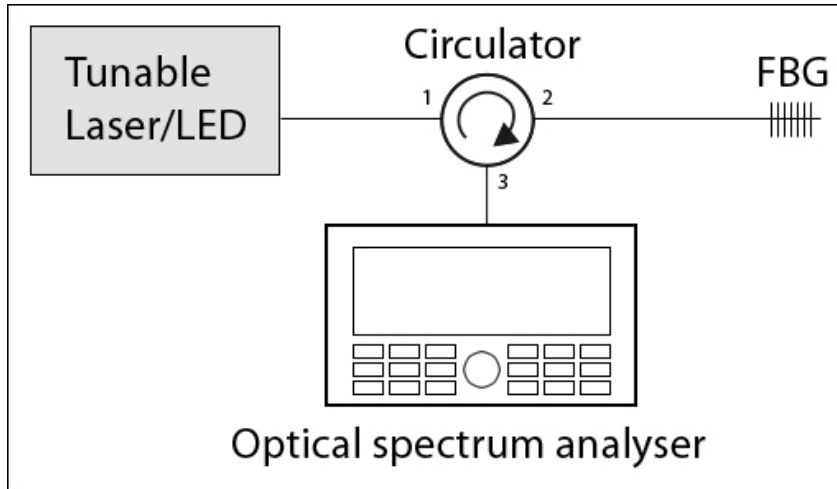 Tunable
Laser/LED
Circulator
FBG
1
2
3
Optical spectrum analyser